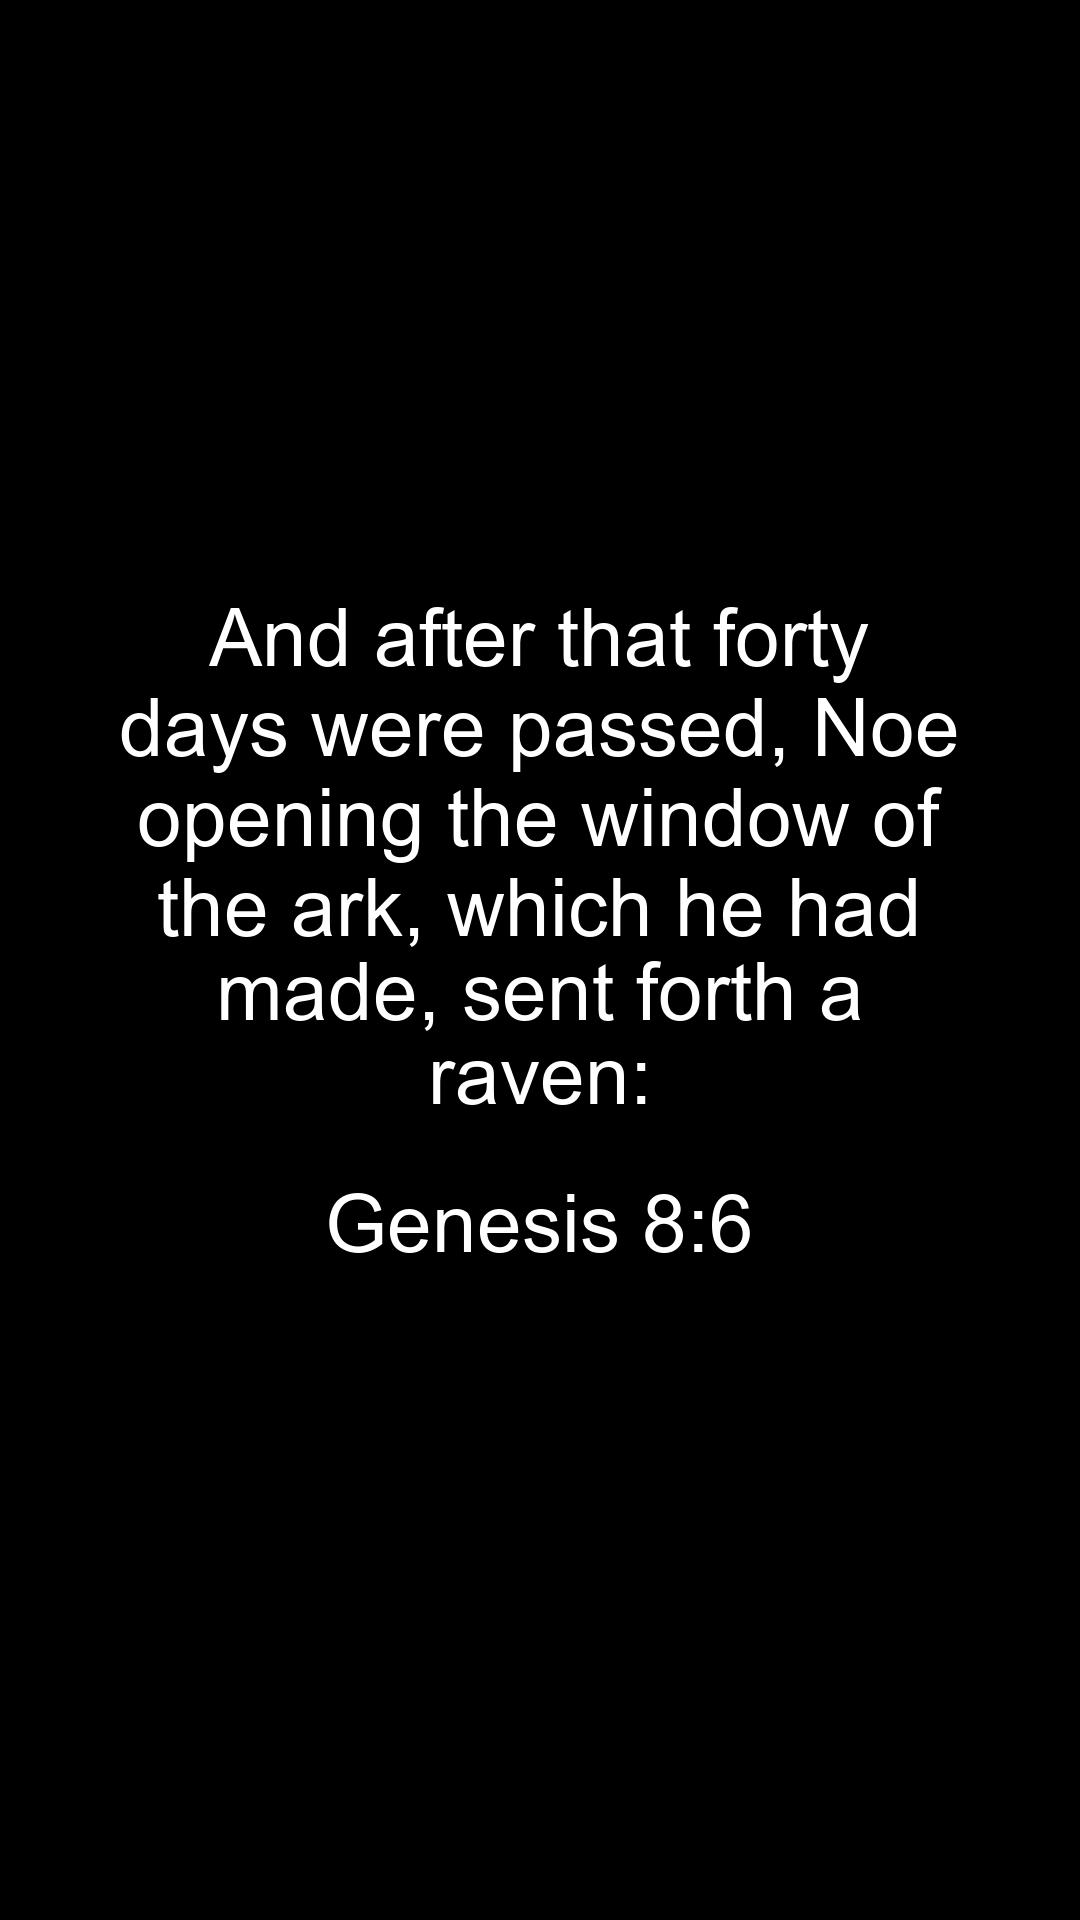 And after that forty
days were passed, Noe
opening the window of
the ark, which he had
made, sent forth a
raven:
Genesis 8:6